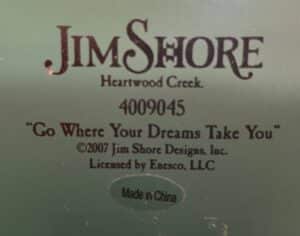 JIM SHORE
Heartwood Creek.
4009045
"Go Where Your Dreams Take You"
©2007 Jim Shore Designs, Inc.
Licensed by Enesco, LLC
Made in China